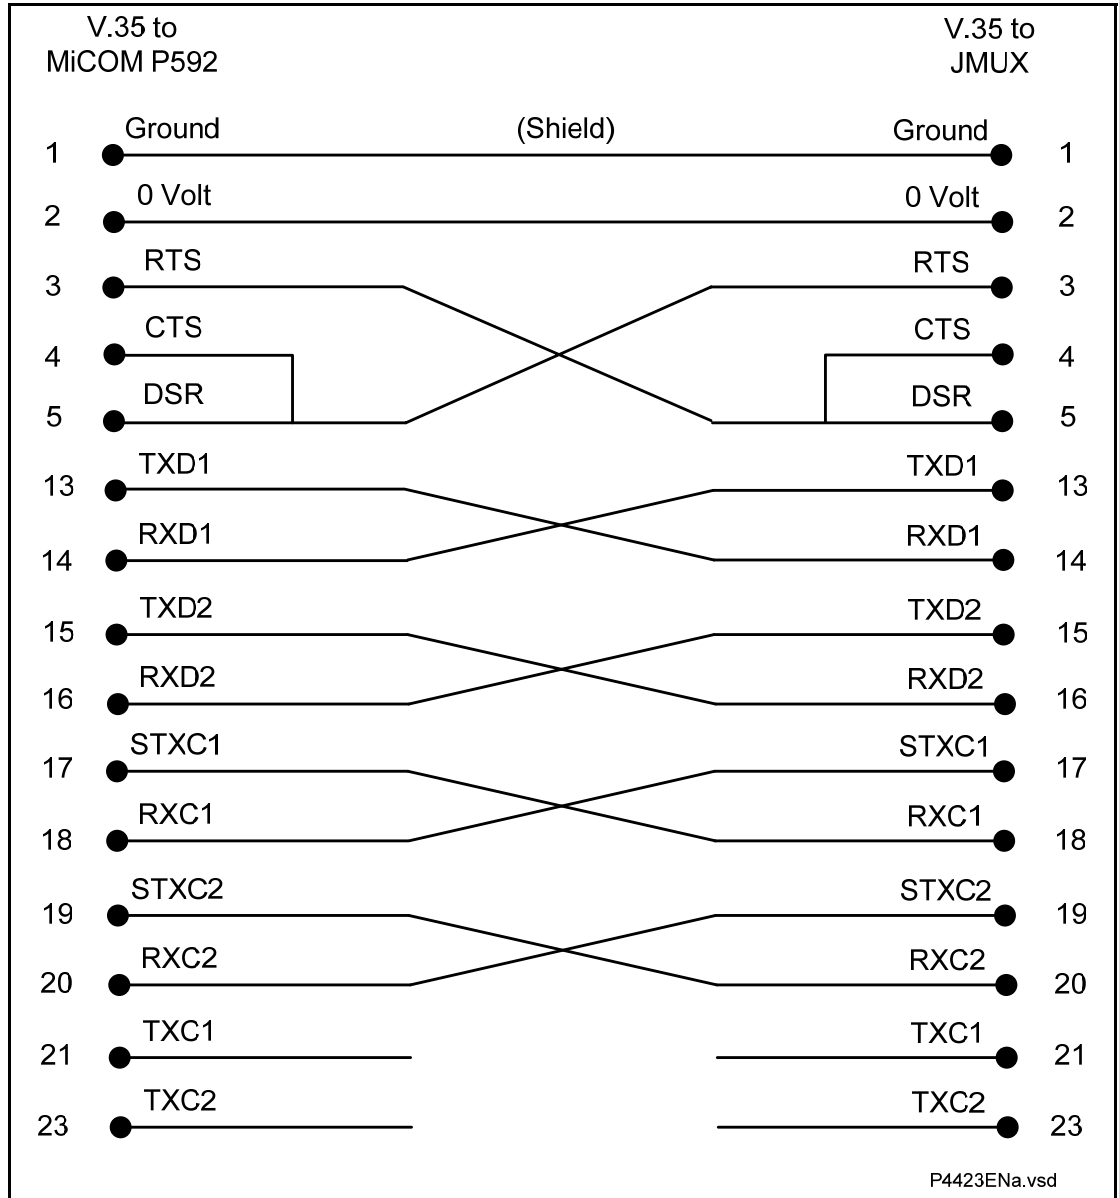 V.35 to V.35 to
MiCOM P592 JMUX
Ground (Shield) Ground
1 1
0 Volt 0 Volt
2 2
RTS RTS
3 3
CTS CTS
4 4
DSR DSR
5 5
TXD1 TXD1
13 13
RXD1 RXD1
14 14
TXD2 TXD2
15 15
RXD2 RXD2
16 16
STXC1 STXC1
17 17
RXC1 RXC1
18 18
STXC2 STXC2
19 19
RXC2 RXC2
20 20
TXC1 TXC1
21 21
TXC2 TXC2
23 23
P4423ENa.vsd